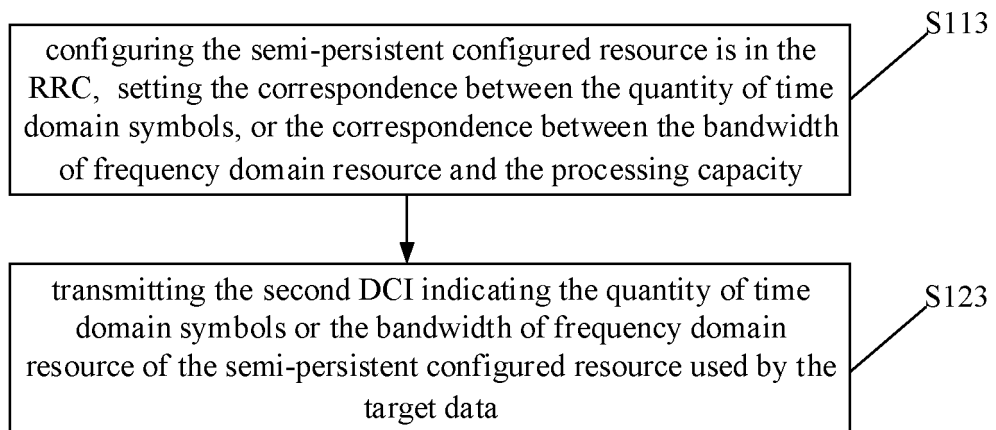 S113
configuring the semi-persistent configured resource is in the
RRC, setting the correspondence between the quantity of time
domain symbols, or the correspondence between the bandwidth
of frequency domain resource and the processing capacity
S123
transmitting the second DCI indicating the quantity of time
domain symbols or the bandwidth of frequency domain
resource of the semi-persistent configured resource used by the
target data